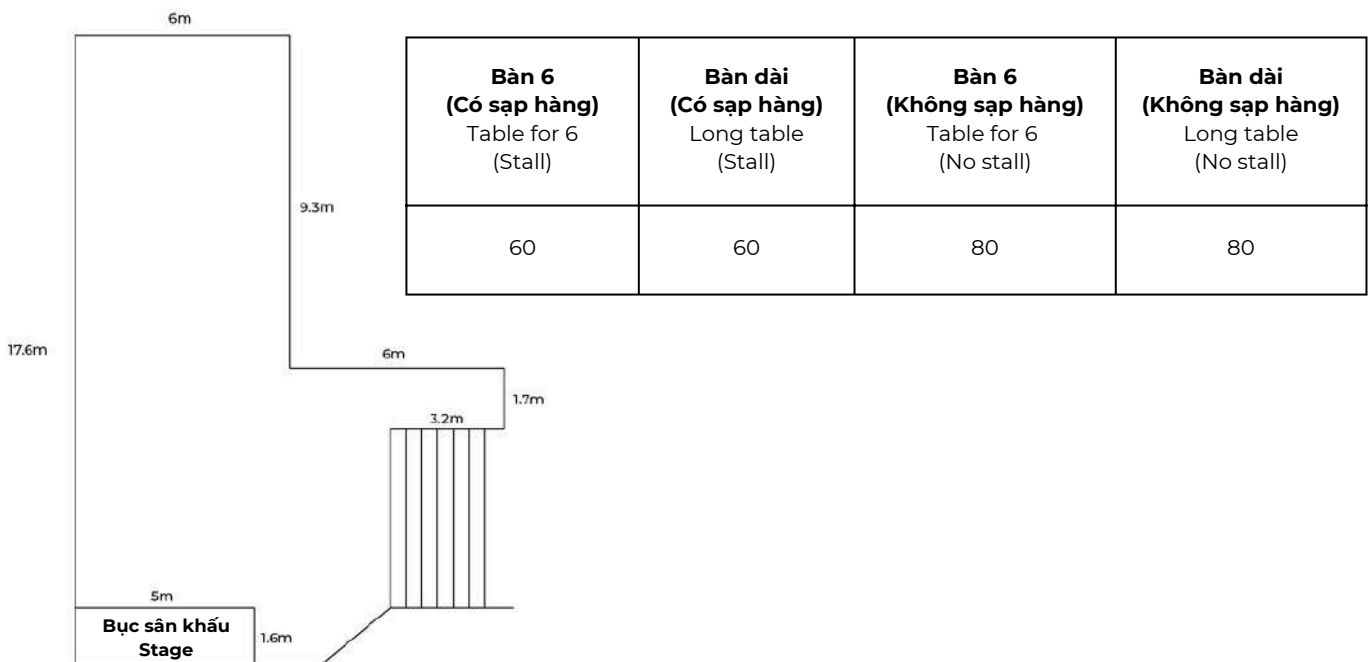 6m
Bàn 6
(Có sạp hàng)
Table for 6
(Stall)
Bàn dài
(Có sạp hàng)
Long table
(Stall)
Bàn 6
(Không sạp hàng)
Table for 6
(No stall)
Bàn dài
(Không sạp hàng)
Long table
(No stall)
60
60
80
80
9.3m
17.6m
6m
1.7m
3.2m
5m
Bục sân khấu
Stage
1.6m